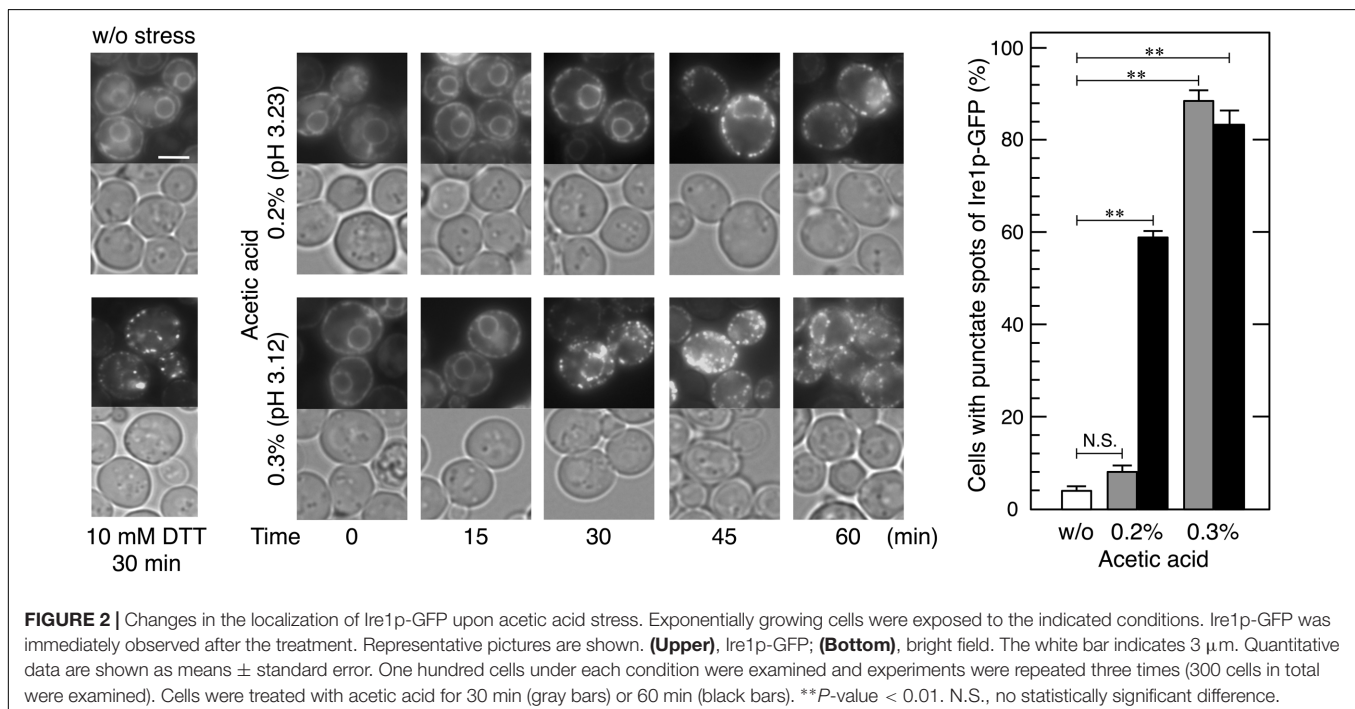 w/o stress
10 mM DTT
30 min
Acetic acid
0.2% (pH 3.23)
0.3% (pH 3.12)
Time 0 15 30 45 60 (min)
Cells with punctate spots of Ire1p-GFP (%)
100
80
60
40
20
0
**
**
**
N.S.
w/o 0.2% 0.3%
Acetic acid
FIGURE 2 | Changes in the localization of Ire1p-GFP upon acetic acid stress. Exponentially growing cells were exposed to the indicated conditions. Ire1p-GFP was
immediately observed after the treatment. Representative pictures are shown. (Upper), Ire1p-GFP; (Bottom), bright field. The white bar indicates 3 μm. Quantitative
data are shown as means ± standard error. One hundred cells under each condition were examined and experiments were repeated three times (300 cells in total
were examined). Cells were treated with acetic acid for 30 min (gray bars) or 60 min (black bars). **P-value < 0.01. N.S., no statistically significant difference.